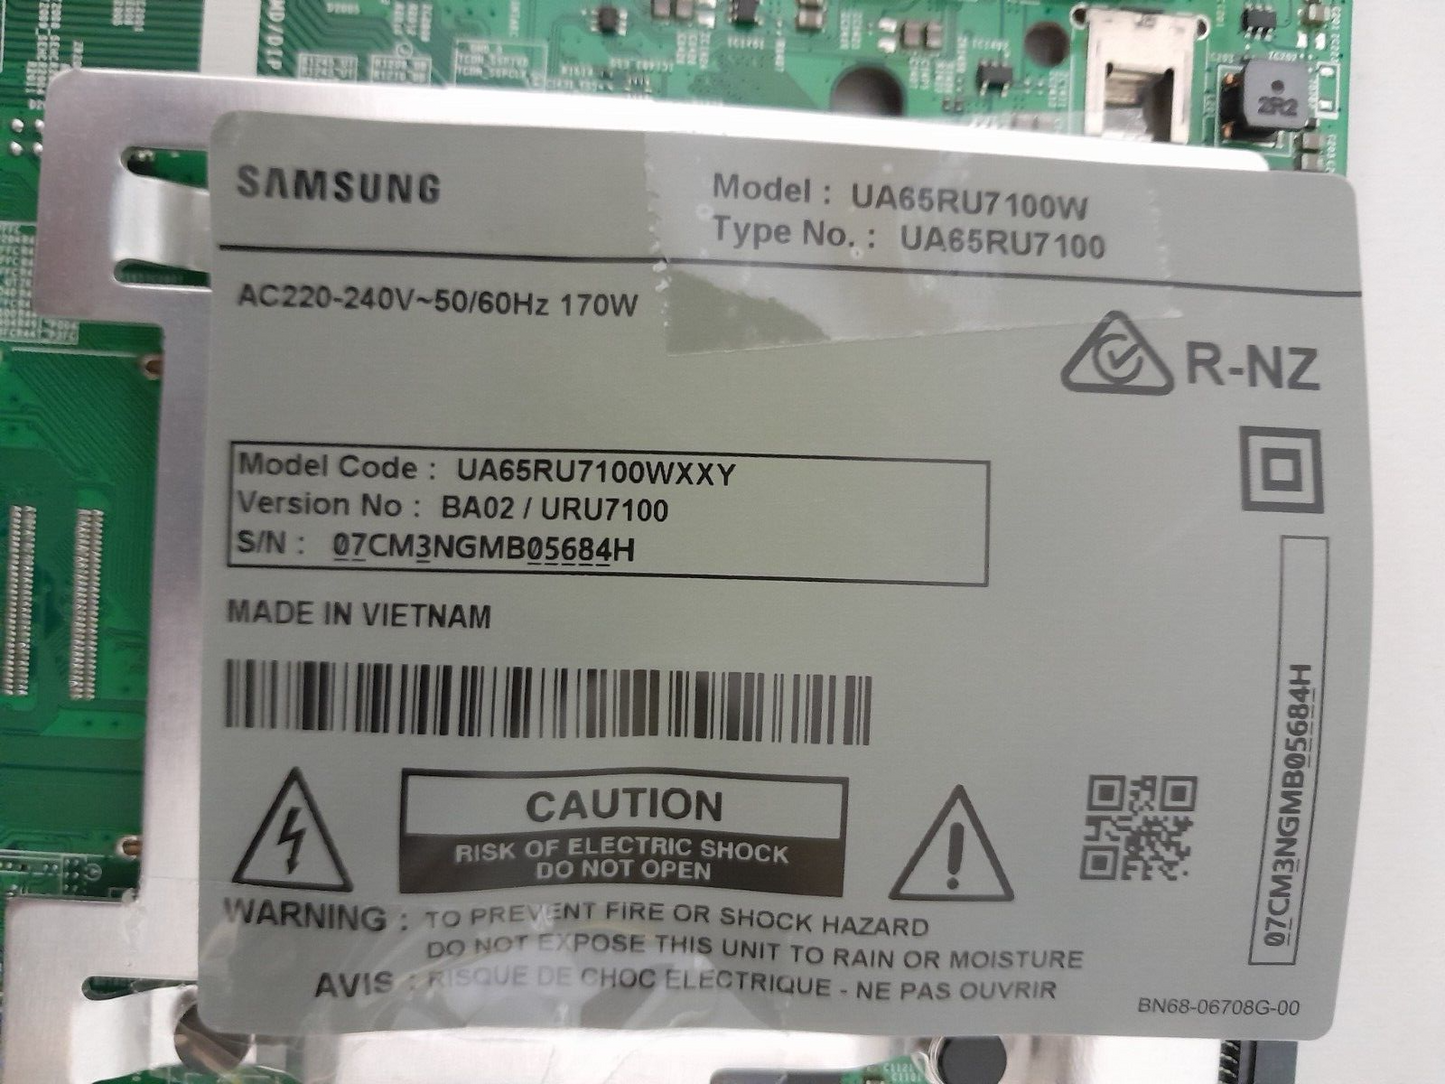 2R2
SAMSUNG
Model : UA65RU7100W
Type No. : UA65RU7100
AC220-240V~50/60Hz 170W
R-NZ
Model Code : UA65RU7100WXXY
Version No : BA02 / URU7100
S/N : 07CM3NGMB05684H
MADE IN VIETNAM
07CM3NGMB05684H
CAUTION
RISK OF ELECTRIC SHOCK
DO NOT OPEN
WARNING : TO PREVENT FIRE OR SHOCK HAZARD
DO NOT EXPOSE THIS UNIT TO RAIN OR MOISTURE
AVIS : RISQUE DE CHOC ELECTRIQUE - NE PAS OUVRIR
BN68-06708G-00